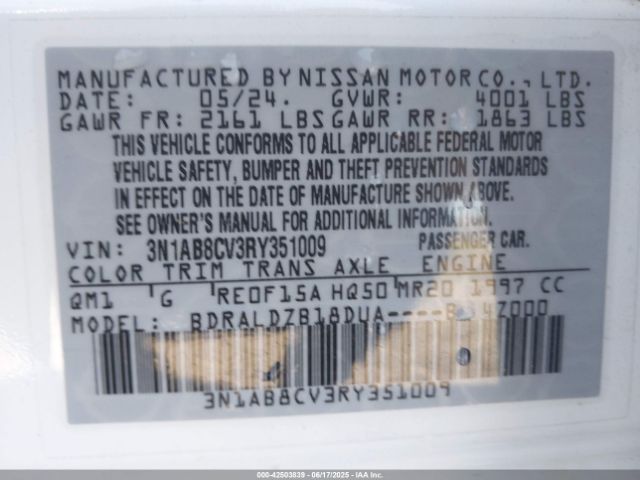 MANUFACTURED BY NISSAN MOTOR CO., LTD.
DATE: 05/24. GVWR: 4001 LBS
GAWR FR: 2161 LBS GAWR RR: 1863 LBS
THIS VEHICLE CONFORMS TO ALL APPLICABLE FEDERAL MOTOR
VEHICLE SAFETY, BUMPER AND THEFT PREVENTION STANDARDS
IN EFFECT ON THE DATE OF MANUFACTURE SHOWN ABOVE.
SEE OWNER'S MANUAL FOR ADDITIONAL INFORMATION.
VIN: 3N1AB8CV3RY351009 PASSENGER CAR.
COLOR TRIM TRANS AXLE ENGINE
QM1 G RE0F15A HQ50 MR20 1997 CC
MODEL: BDRALDZB18DUA----
3N1AB8CV3RY351009
000-42503839 - 06/17/2025 - IAA Inc.